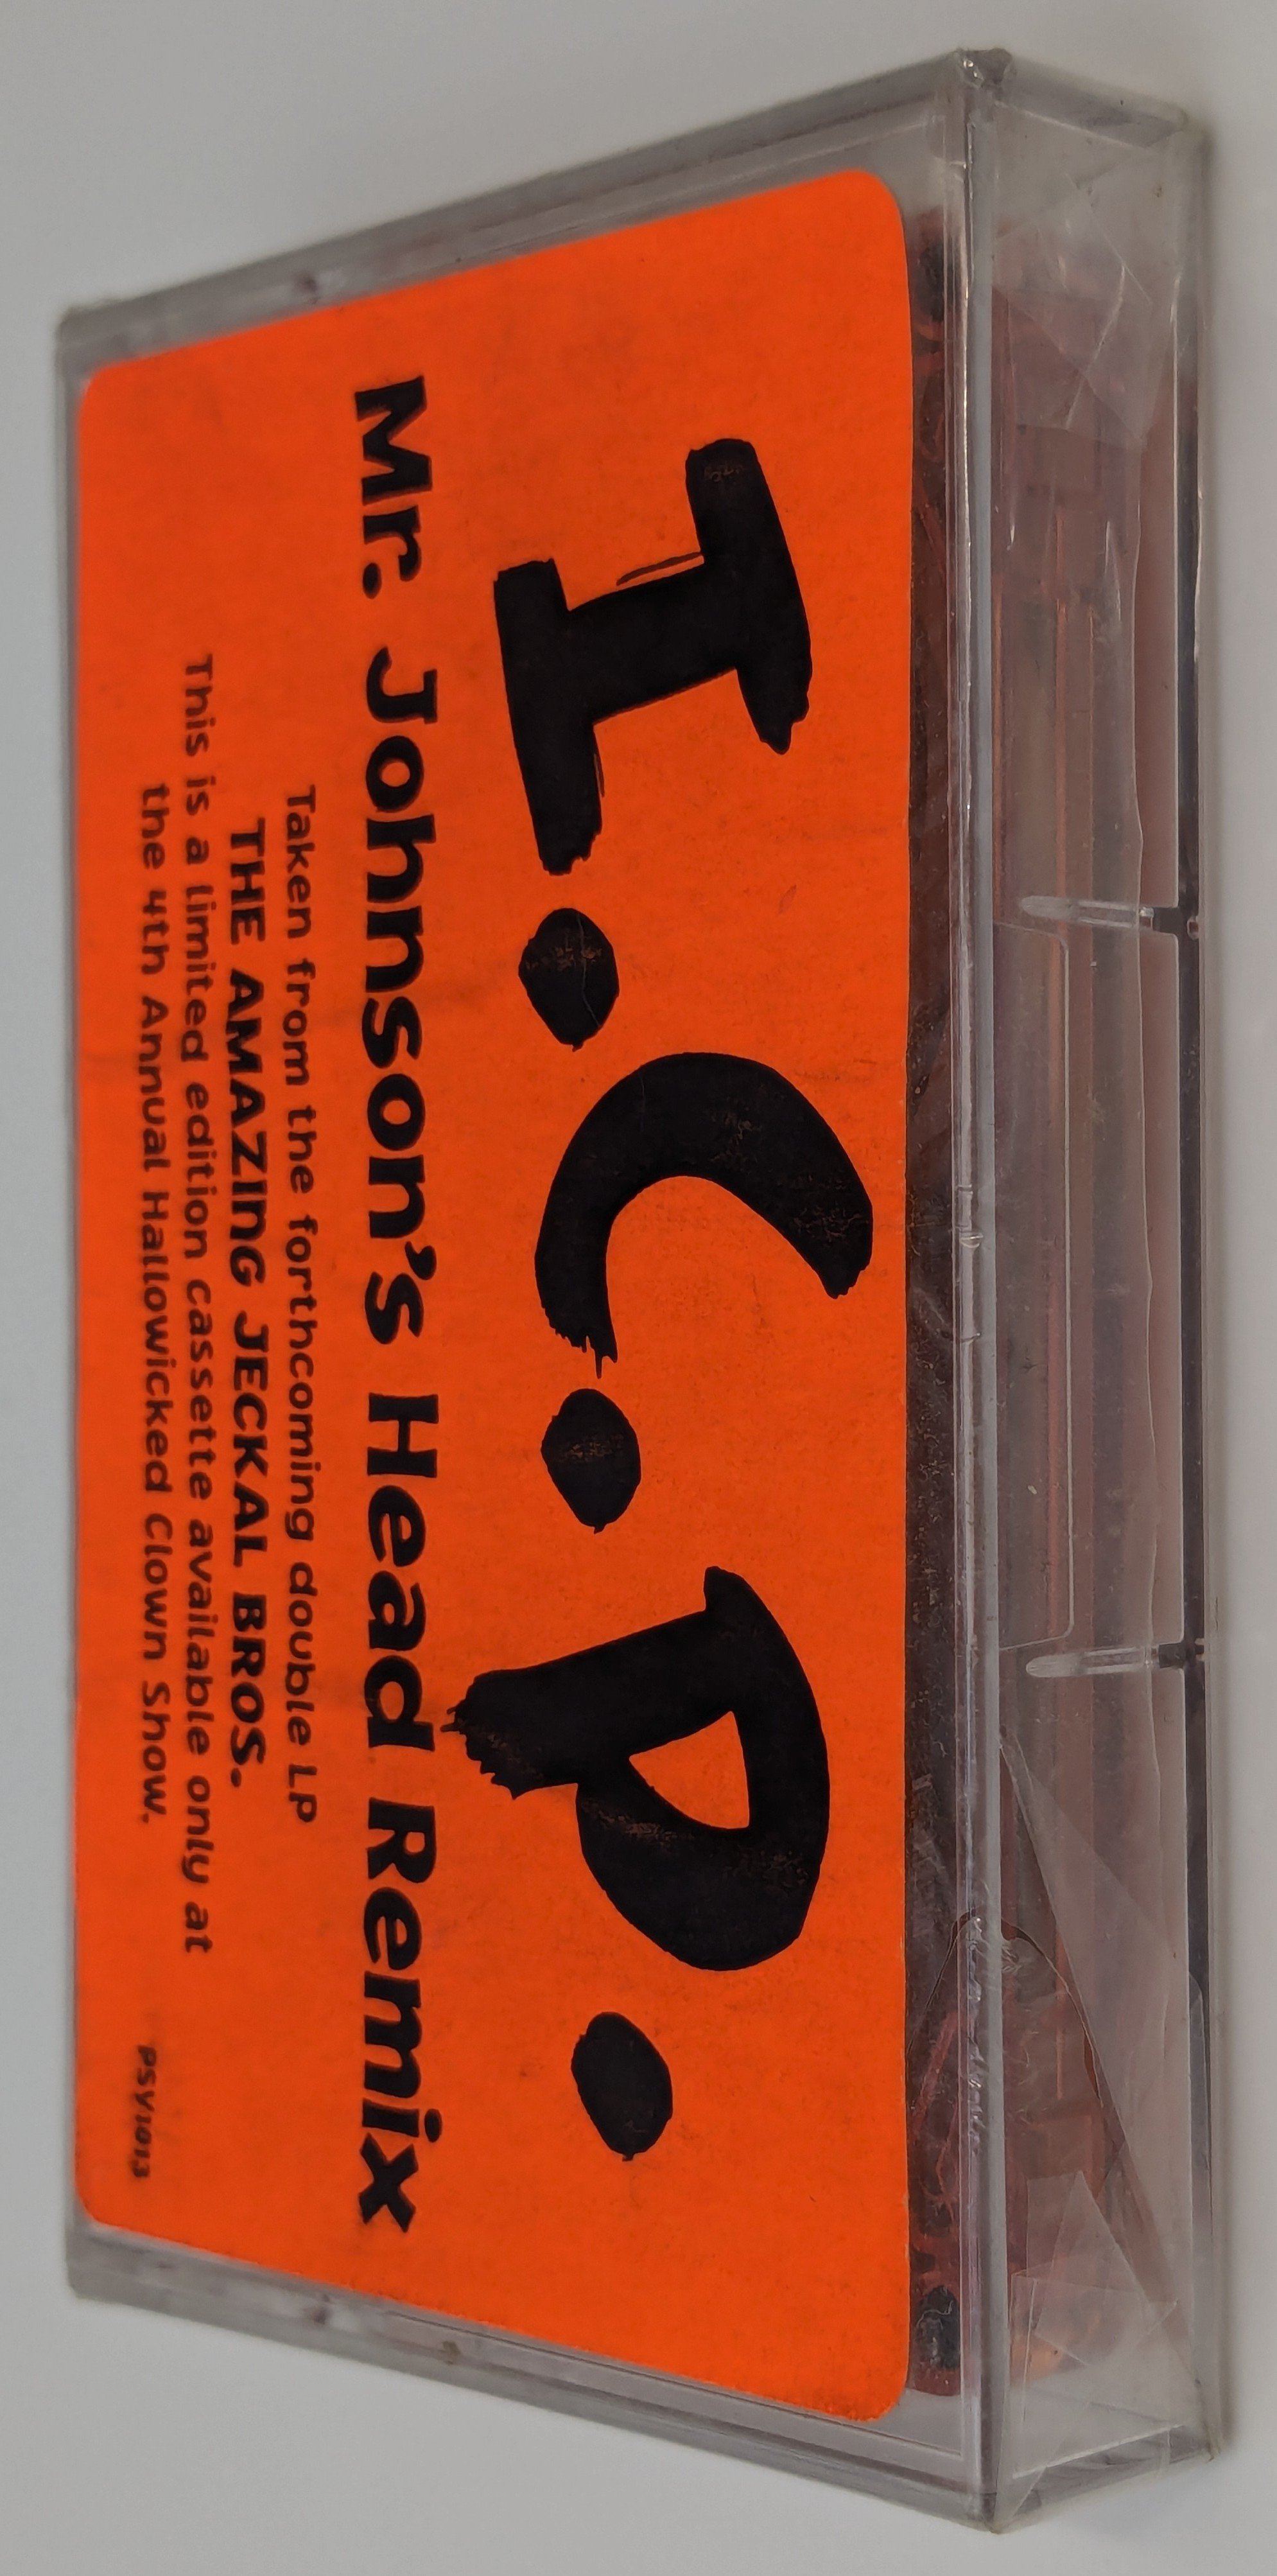 I.C.P.
Mr. Johnson's Head Remix
Taken from the forthcoming double LP
THE AMAZING JECKAL BROS.
This is a limited edition cassette available only at
the 4th Annual Hallowicked Clown Show.
PSY1013